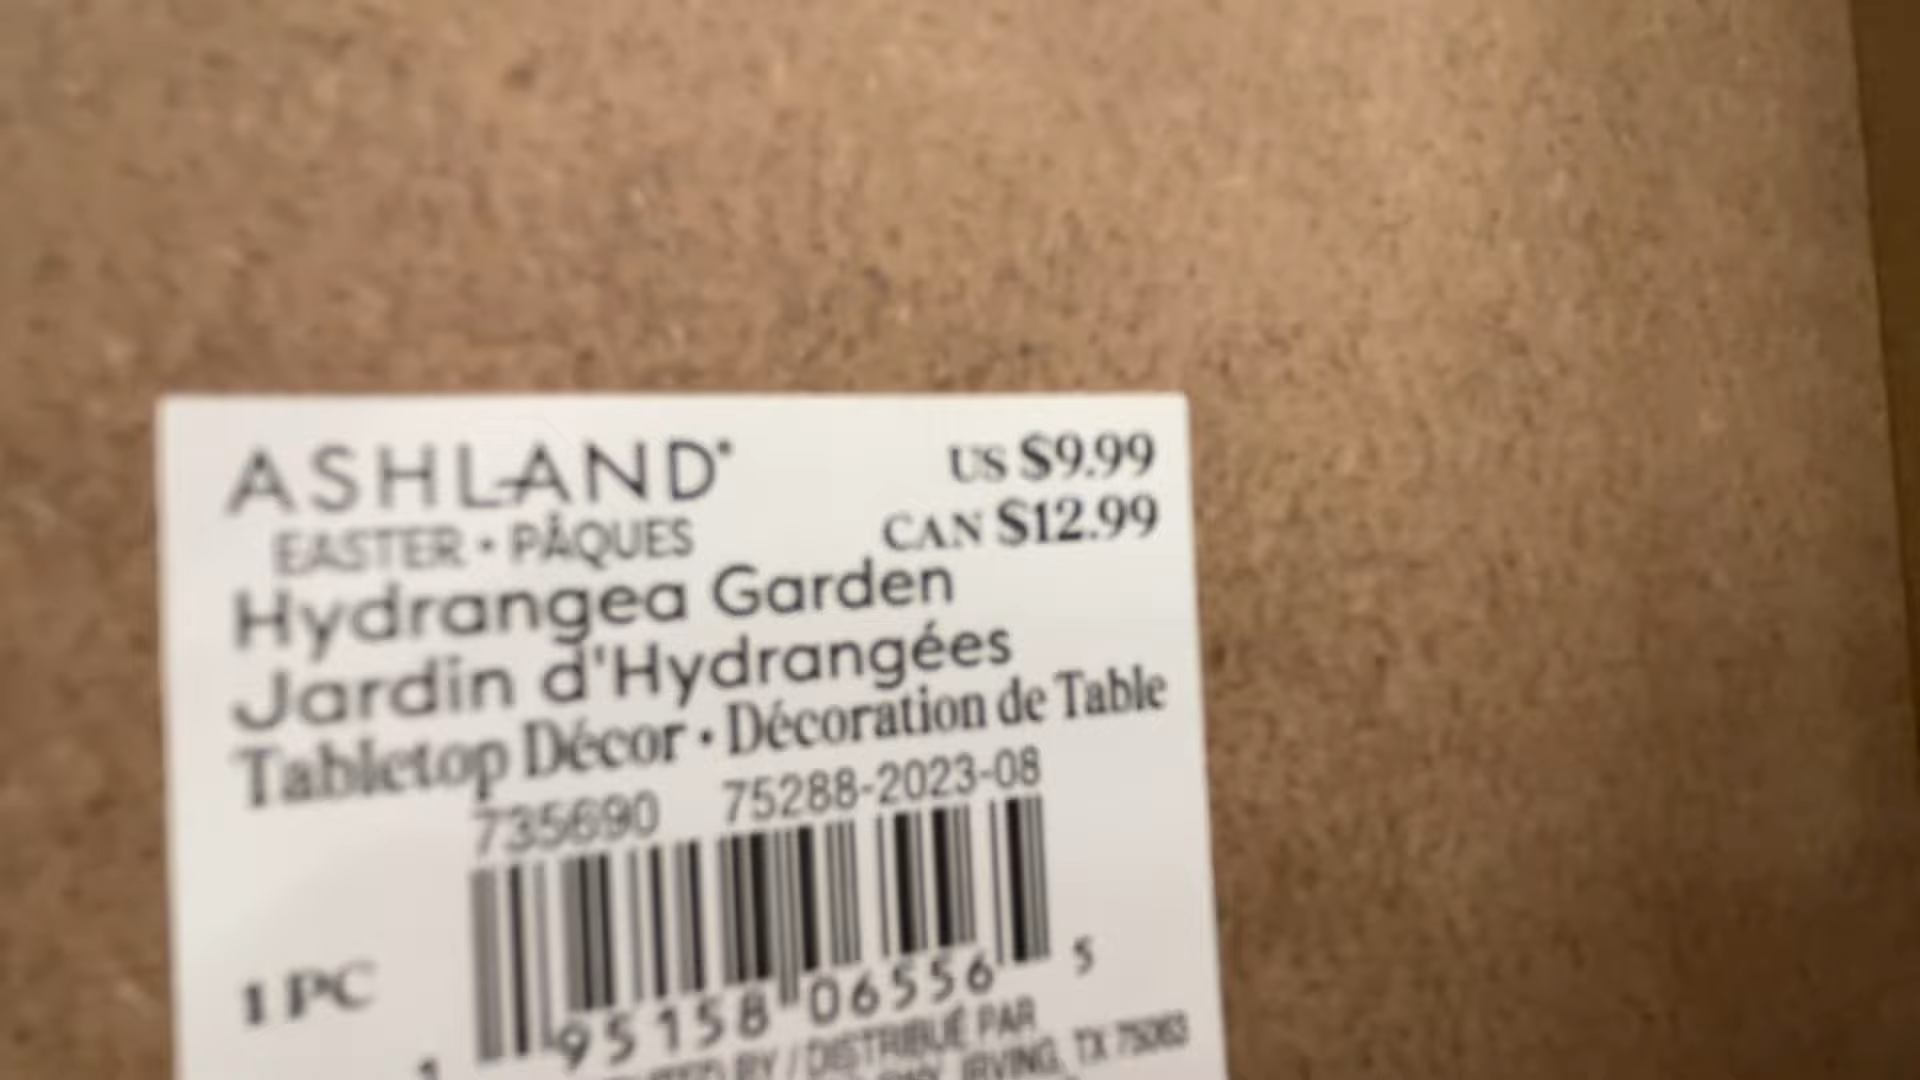 ASHLAND
US $9.99
EASTER • PÂQUES
CAN $12.99
Hydrangea Garden
Jardin d'Hydrangées
Tabletop Décor • Décoration de Table
735690 75288-2023-08
1 PC
1 95158 06556 5
BY / DISTRIBUÉ PAR
IRVING, TX 75063